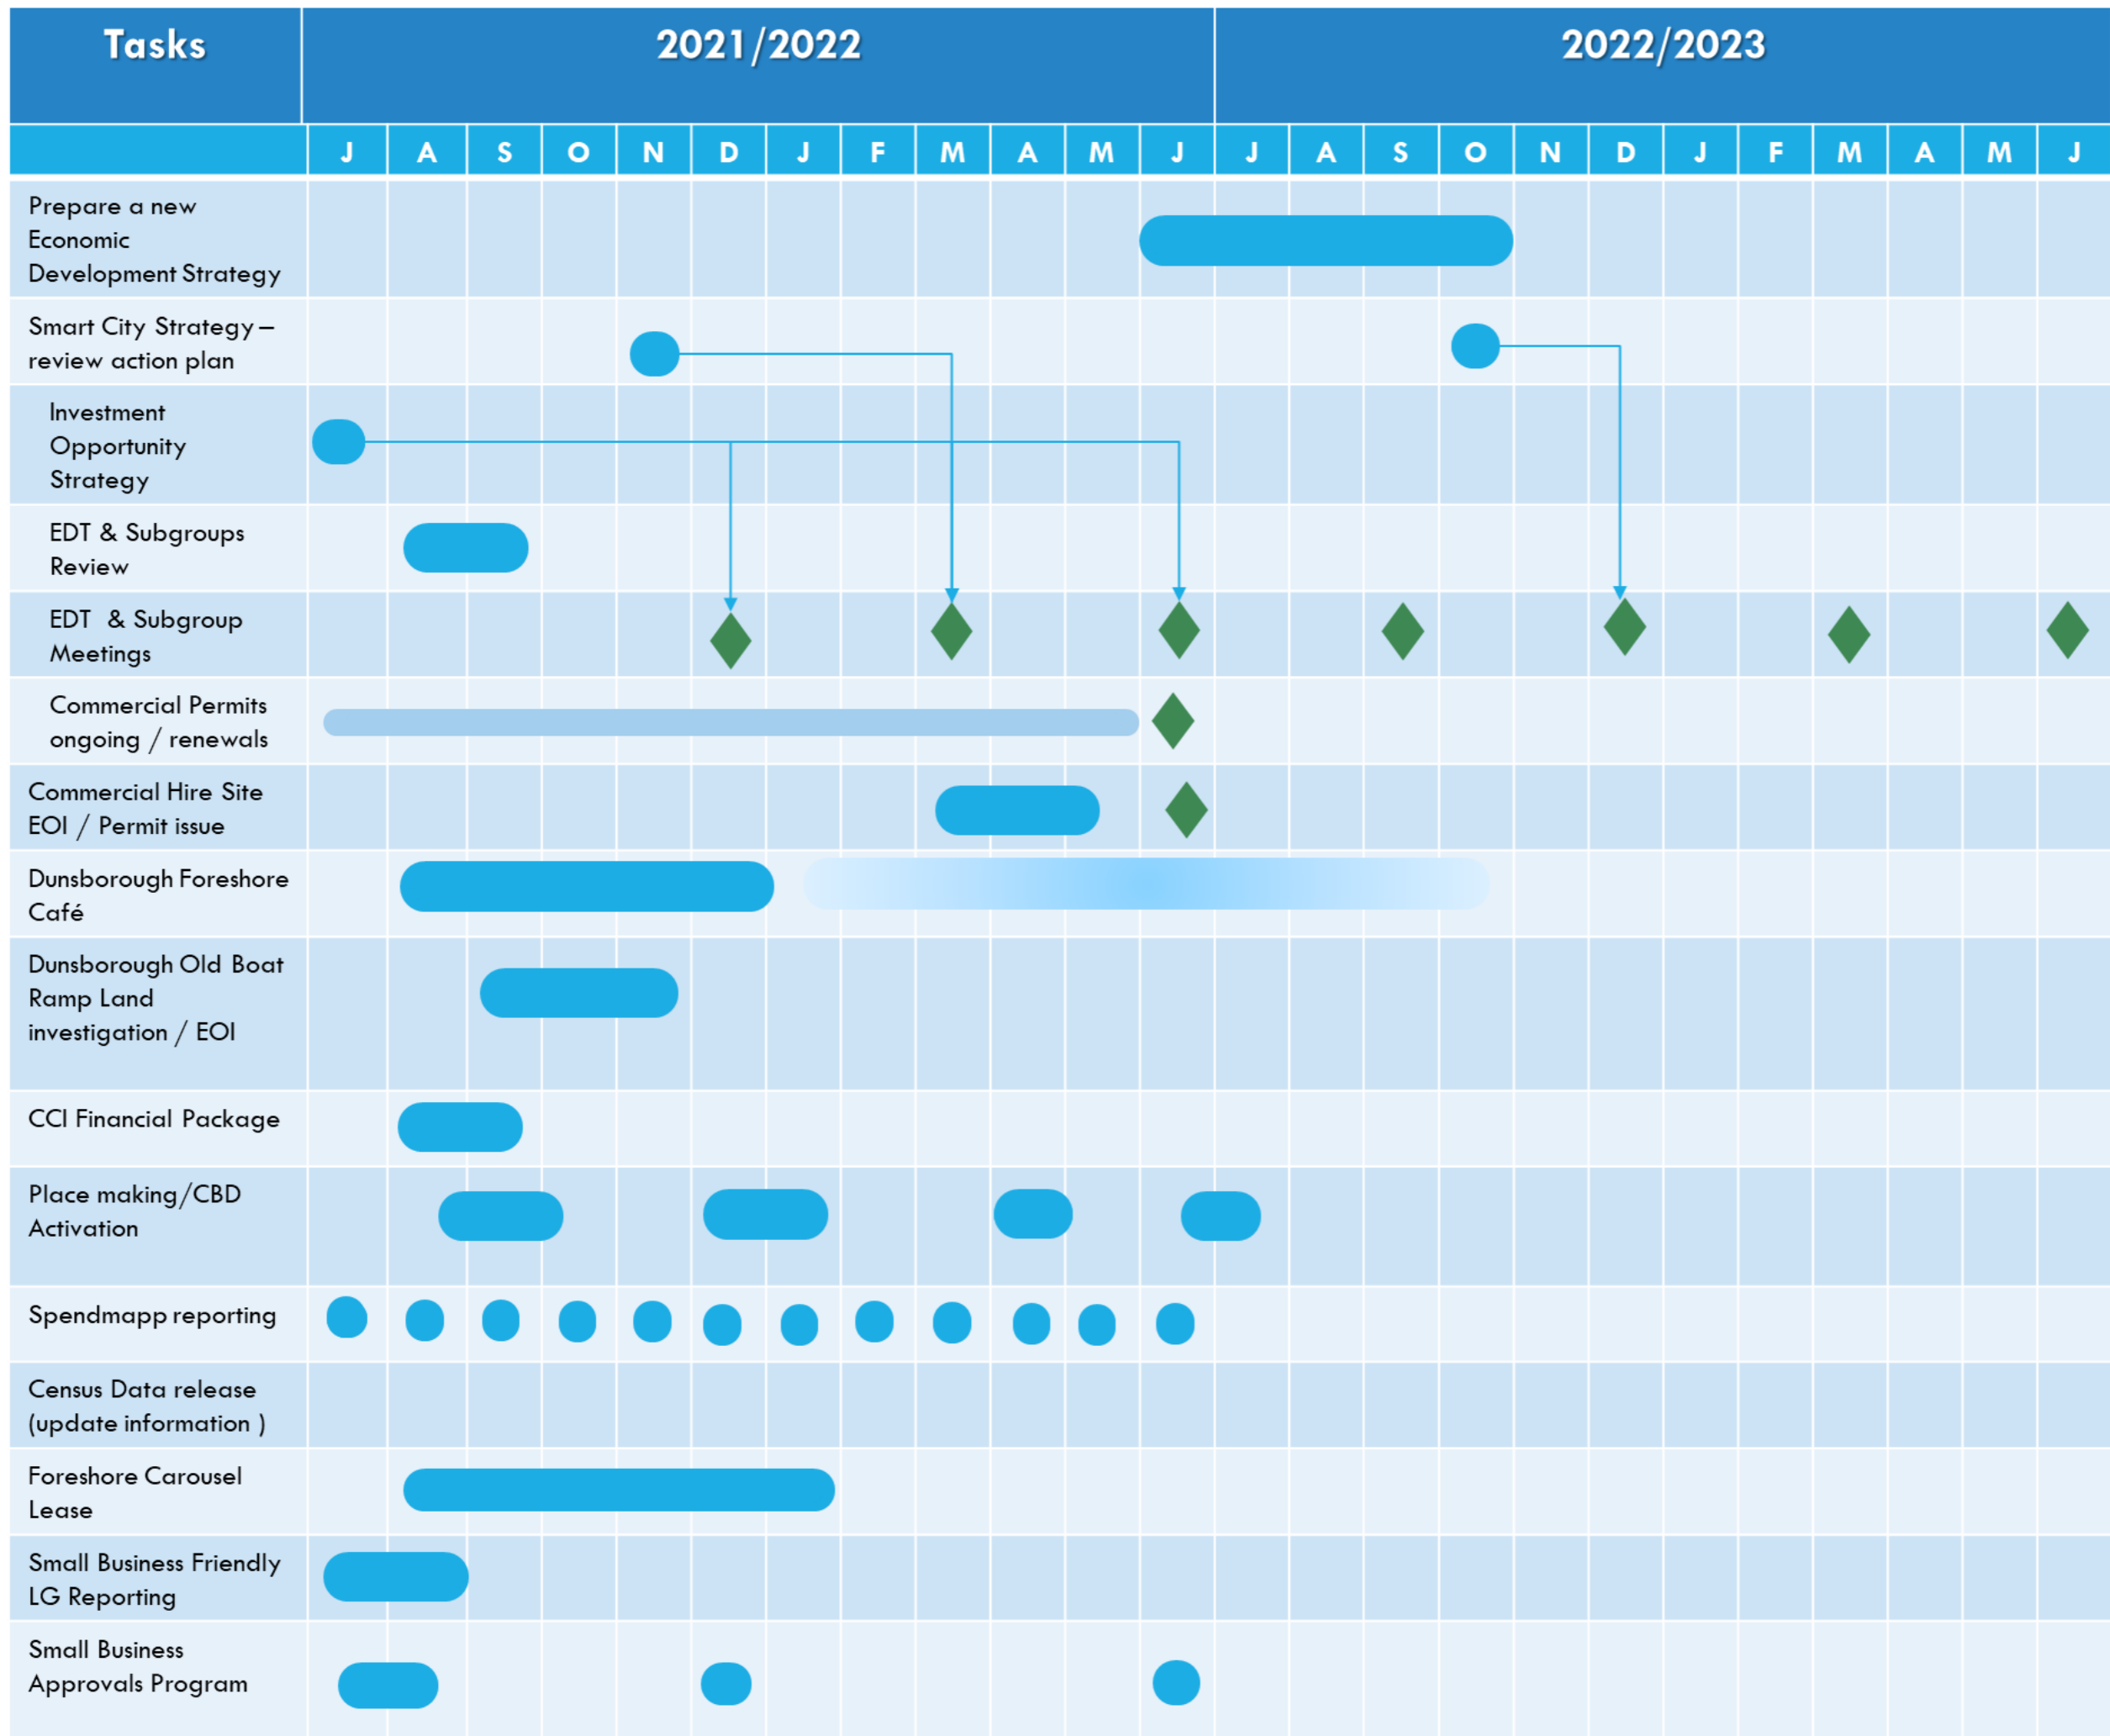 Tasks
2021/2022
2022/2023
J A S O N D J F M A M J J A S O N D J F M A M J
Prepare a new
Economic
Development Strategy
Smart City Strategy –
review action plan
Investment
Opportunity
Strategy
EDT & Subgroups
Review
EDT & Subgroup
Meetings
Commercial Permits
ongoing / renewals
Commercial Hire Site
EOI / Permit issue
Dunsborough Foreshore
Café
Dunsborough Old Boat
Ramp Land
investigation / EOI
CCI Financial Package
Place making/CBD
Activation
Spendmapp reporting
Census Data release
(update information )
Foreshore Carousel
Lease
Small Business Friendly
LG Reporting
Small Business
Approvals Program